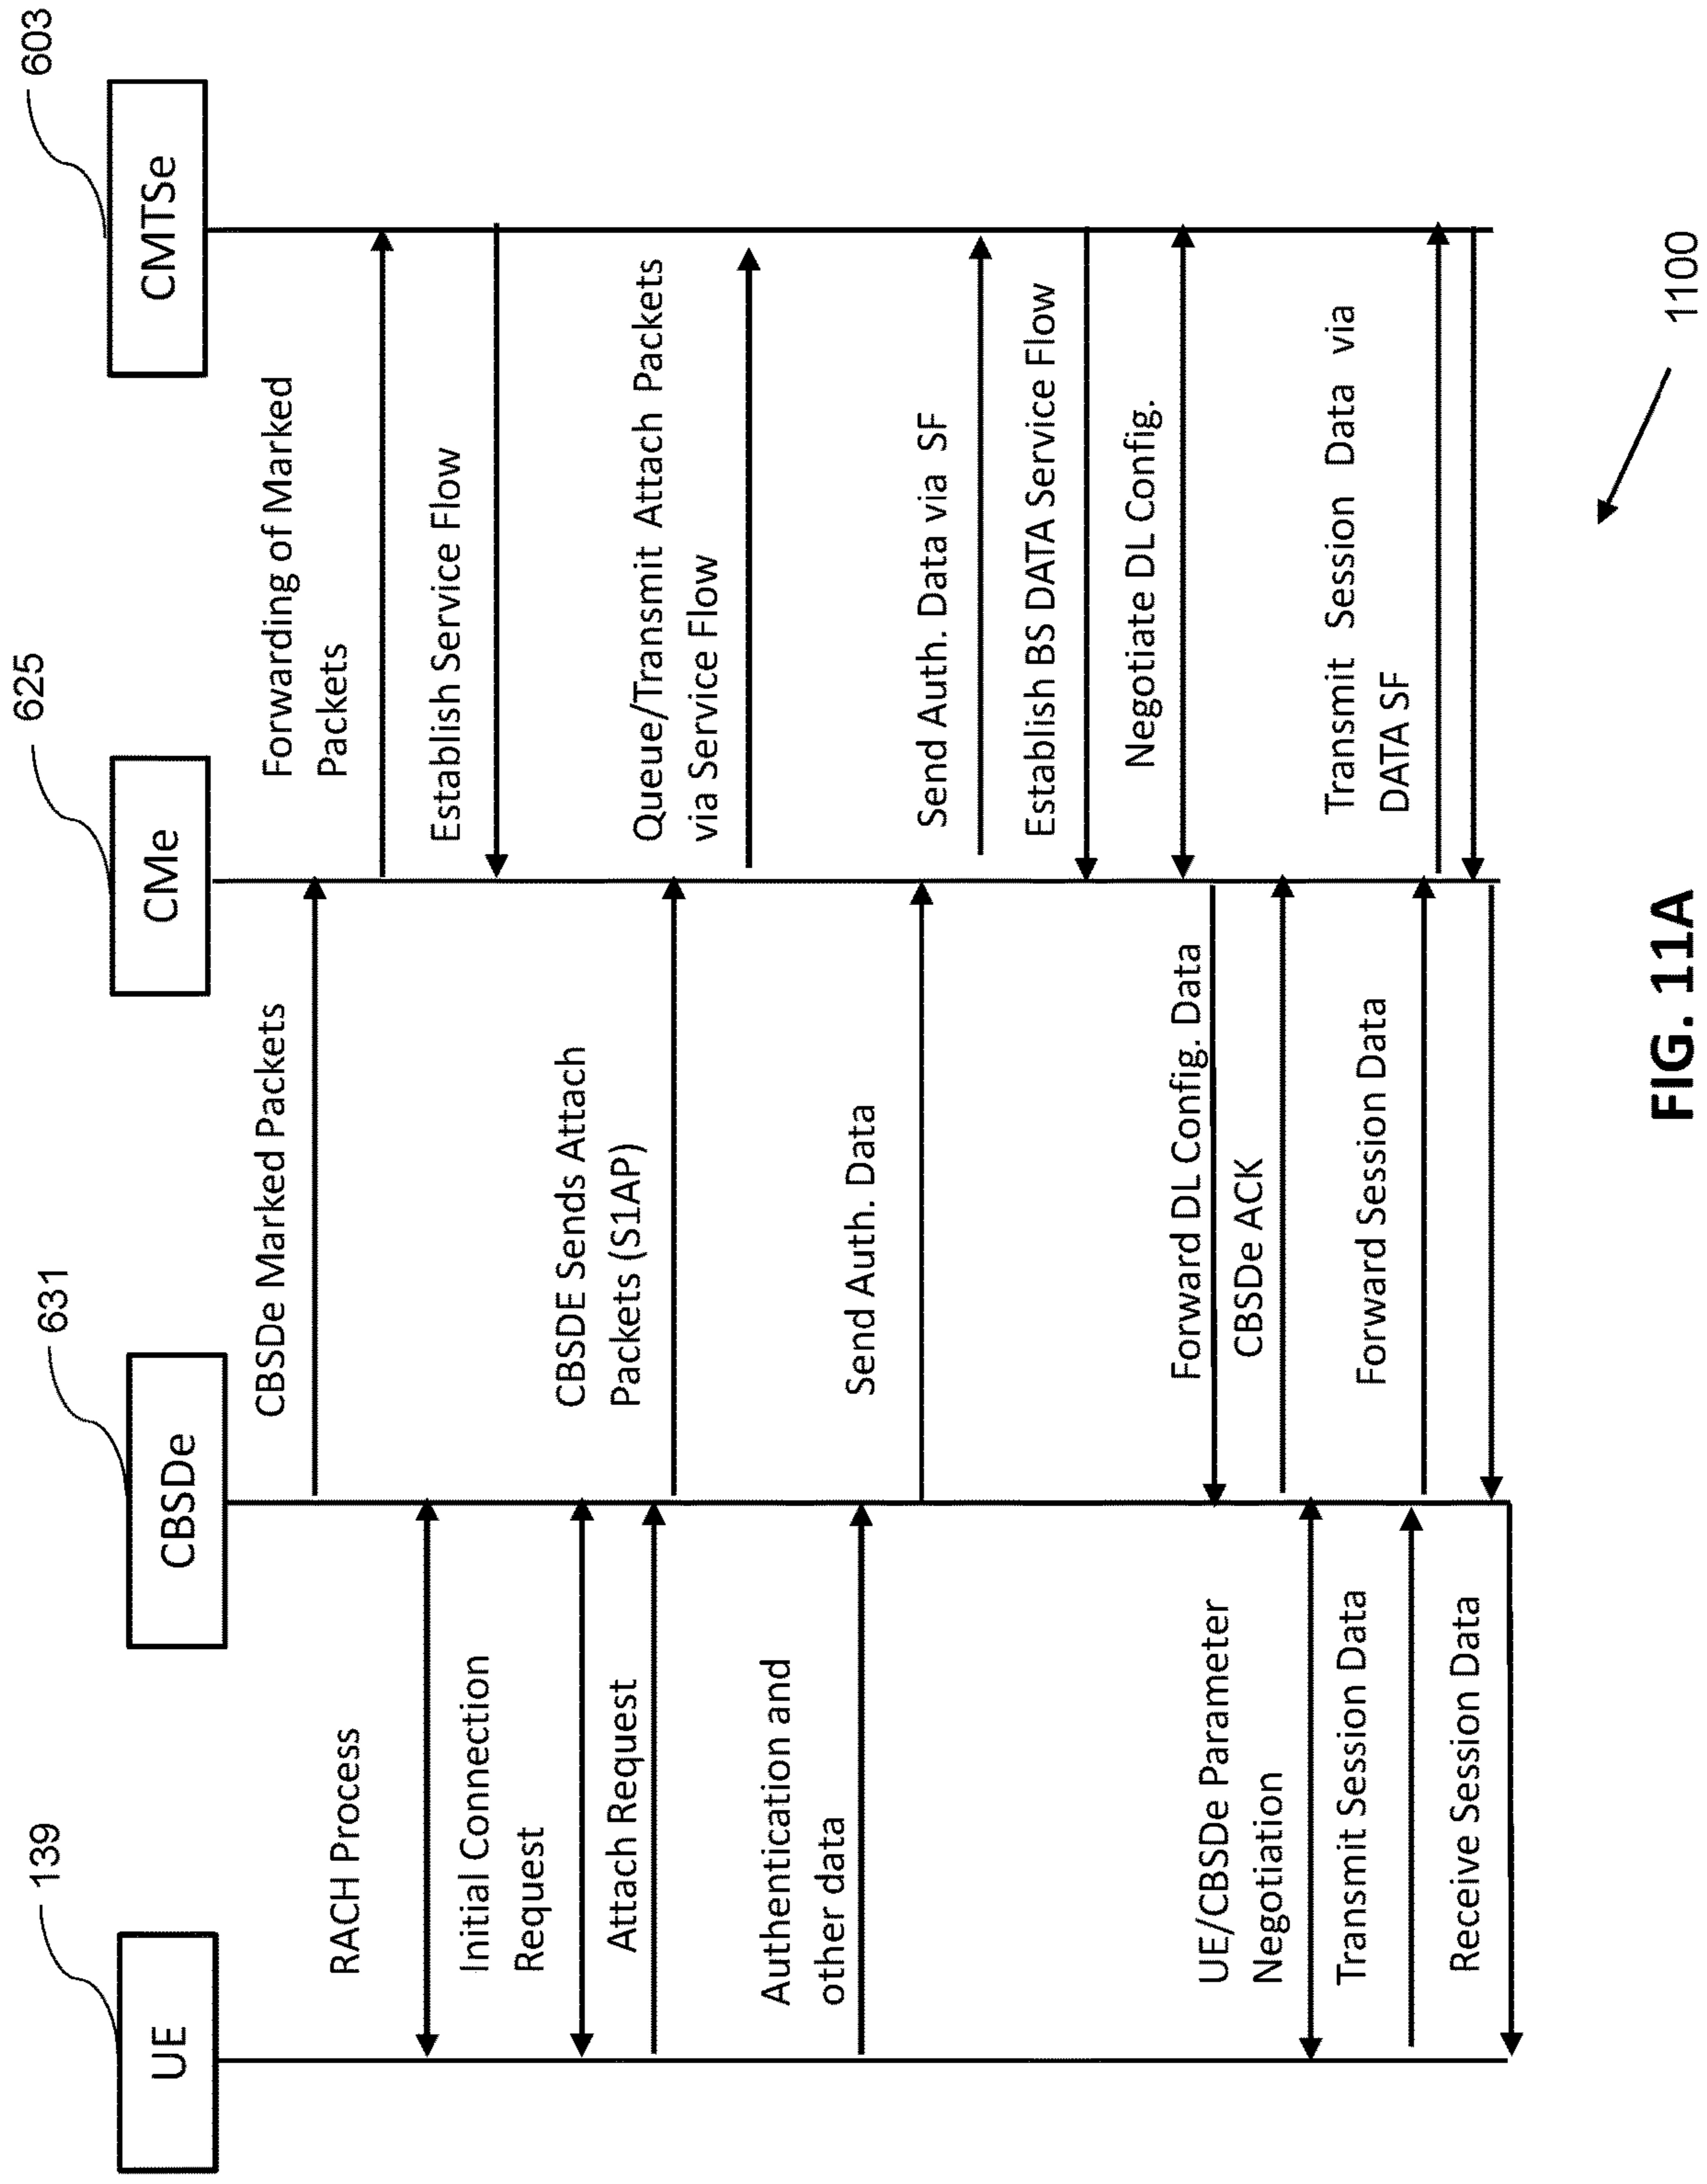 UE
139
CBSDe
631
CMe
625
CMTSe
603
CBSDe Marked Packets
Forwarding of Marked
Packets
RACH Process
Establish Service Flow
Initial Connection
Request
Attach Request
CBSDE Sends Attach
Packets (S1AP)
Queue/Transmit Attach Packets
via Service Flow
Authentication and
other data
Send Auth. Data
Send Auth. Data via SF
Establish BS DATA Service Flow
Negotiate DL Config.
Forward DL Config. Data
CBSDe ACK
UE/CBSDe Parameter
Negotiation
Transmit Session Data
Forward Session Data
Transmit Session Data via
DATA SF
Receive Session Data
1100
FIG. 11A